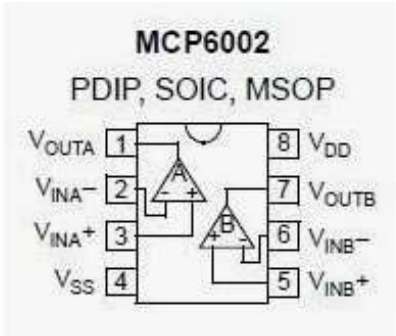 MCP6002
PDIP, SOIC, MSOP
VOUTA 1 8 VDD
A
VINA– 2 7 VOUTB
- +
B
VINA+ 3 6 VINB–
+ -
VSS 4 5 VINB+